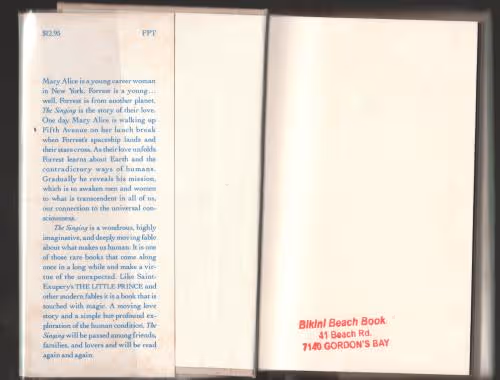 $12.95 FPT
Mary Alice is a young career woman
in New York. Forrest is a young...
well, Forrest is from another planet.
The Singing is the story of their love.
One day Mary Alice is walking up
Fifth Avenue on her lunch break
when Forrest's spaceship lands and
their stars cross. As their love unfolds
Forrest learns about Earth and the
contradictory ways of humans.
Gradually he reveals his mission,
which is to awaken men and women
to what is transcendent in all of us,
our connection to the universal con-
sciousness.
The Singing is a wondrous, highly
imaginative, and deeply moving fable
about what makes us human. It is one
of those rare books that come along
once in a long while and make a vir-
tue of the unexpected. Like Saint-
Exupery's THE LITTLE PRINCE and
other modern fables it is a book that is
touched with magic. A moving love
story and a simple but profound ex-
ploration of the human condition, The
Singing will be passed among friends,
families, and lovers and will be read
again and again.
Bikini Beach Book
41 Beach Rd.
7140 GORDON'S BAY